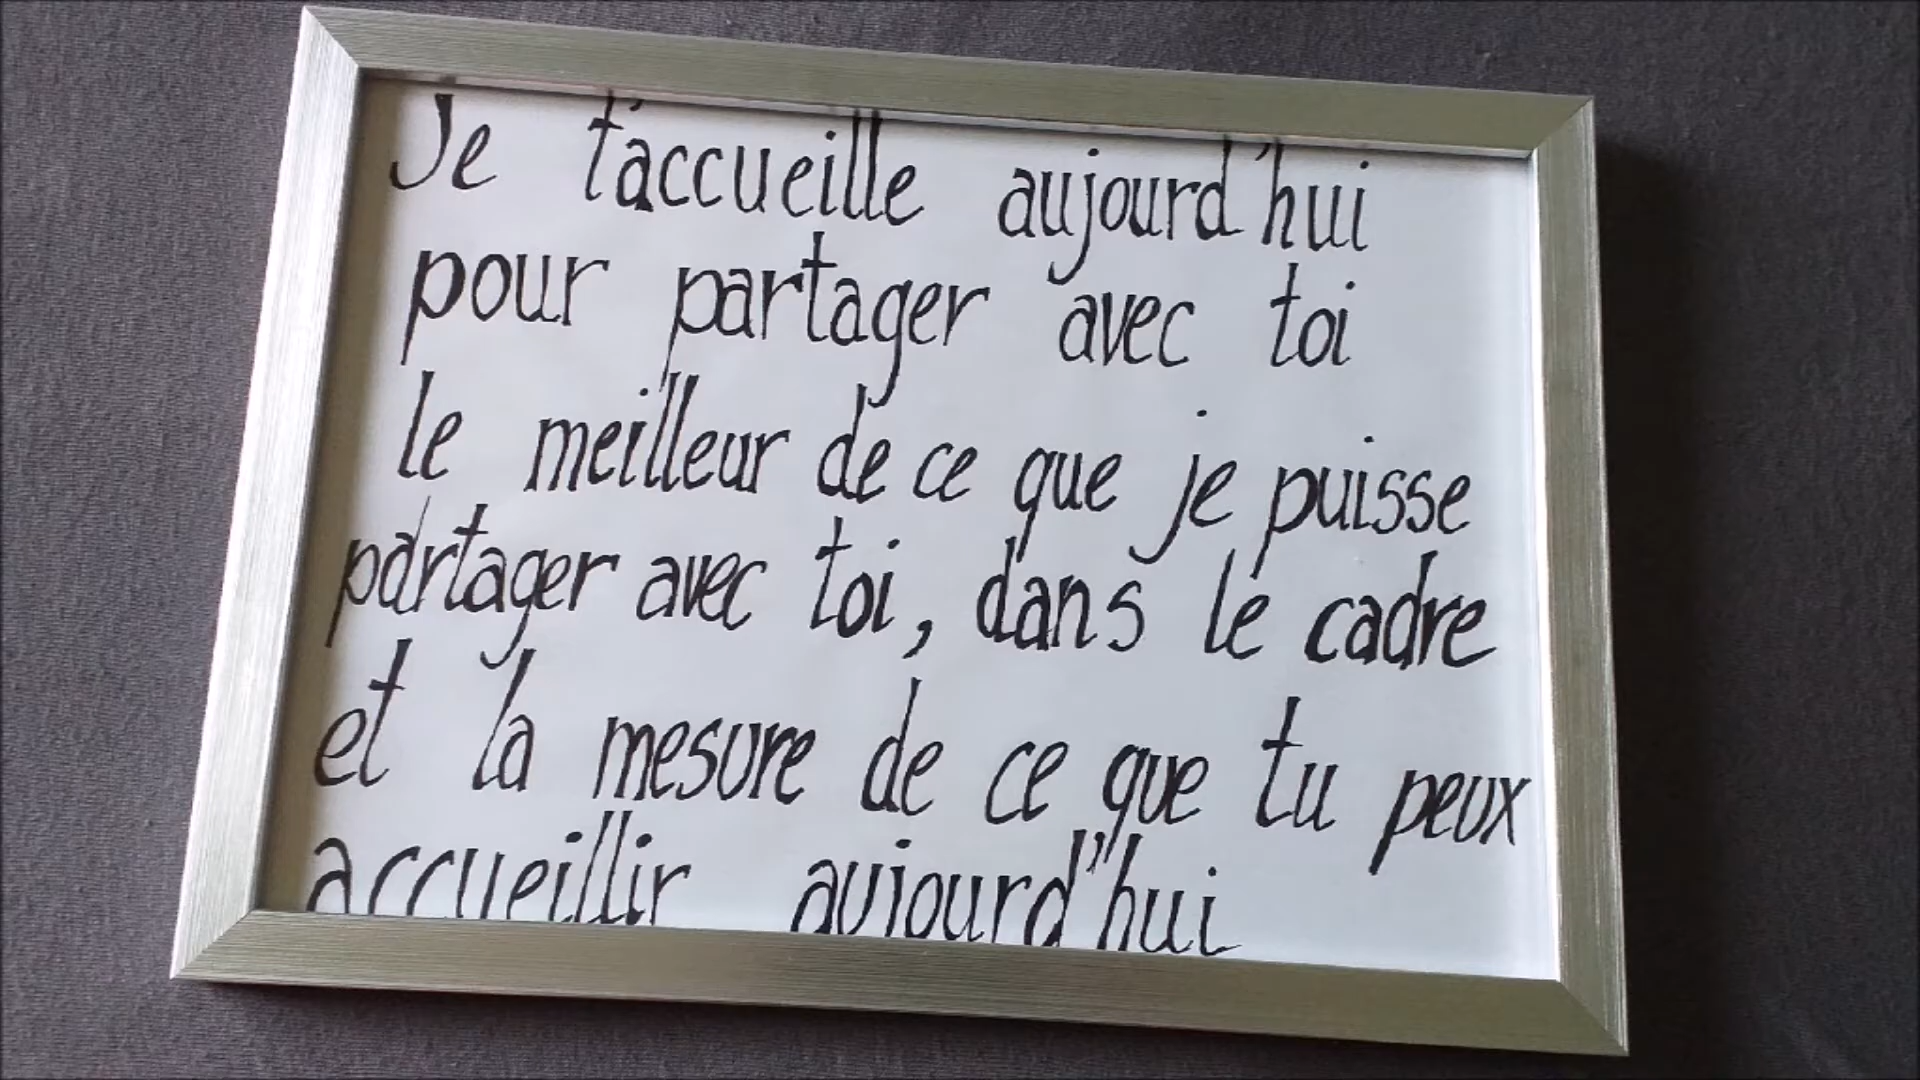 Je t'accueille aujourd'hui
pour partager avec toi
le meilleur de ce que je puisse
partager avec toi, dans le cadre
et la mesure de ce que tu peux
accueillir aujourd'hui